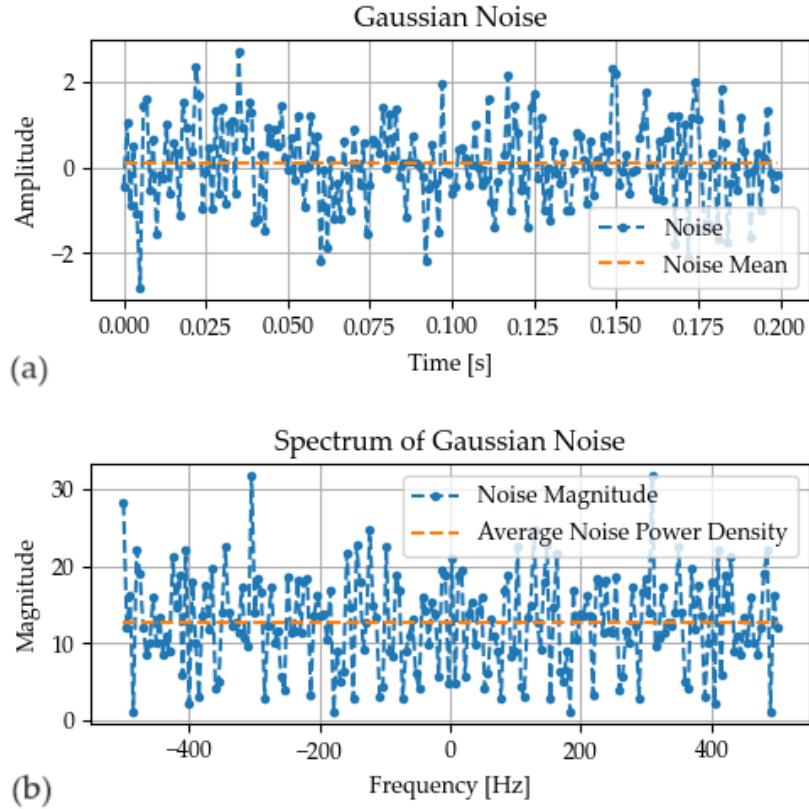 Gaussian Noise
2
0
−2
Amplitude
Noise
Noise Mean
0.000 0.025 0.050 0.075 0.100 0.125 0.150 0.175 0.200
Time [s]
(a)
Spectrum of Gaussian Noise
30
20
10
0
Magnitude
Noise Magnitude
Average Noise Power Density
−400 −200 0 200 400
Frequency [Hz]
(b)